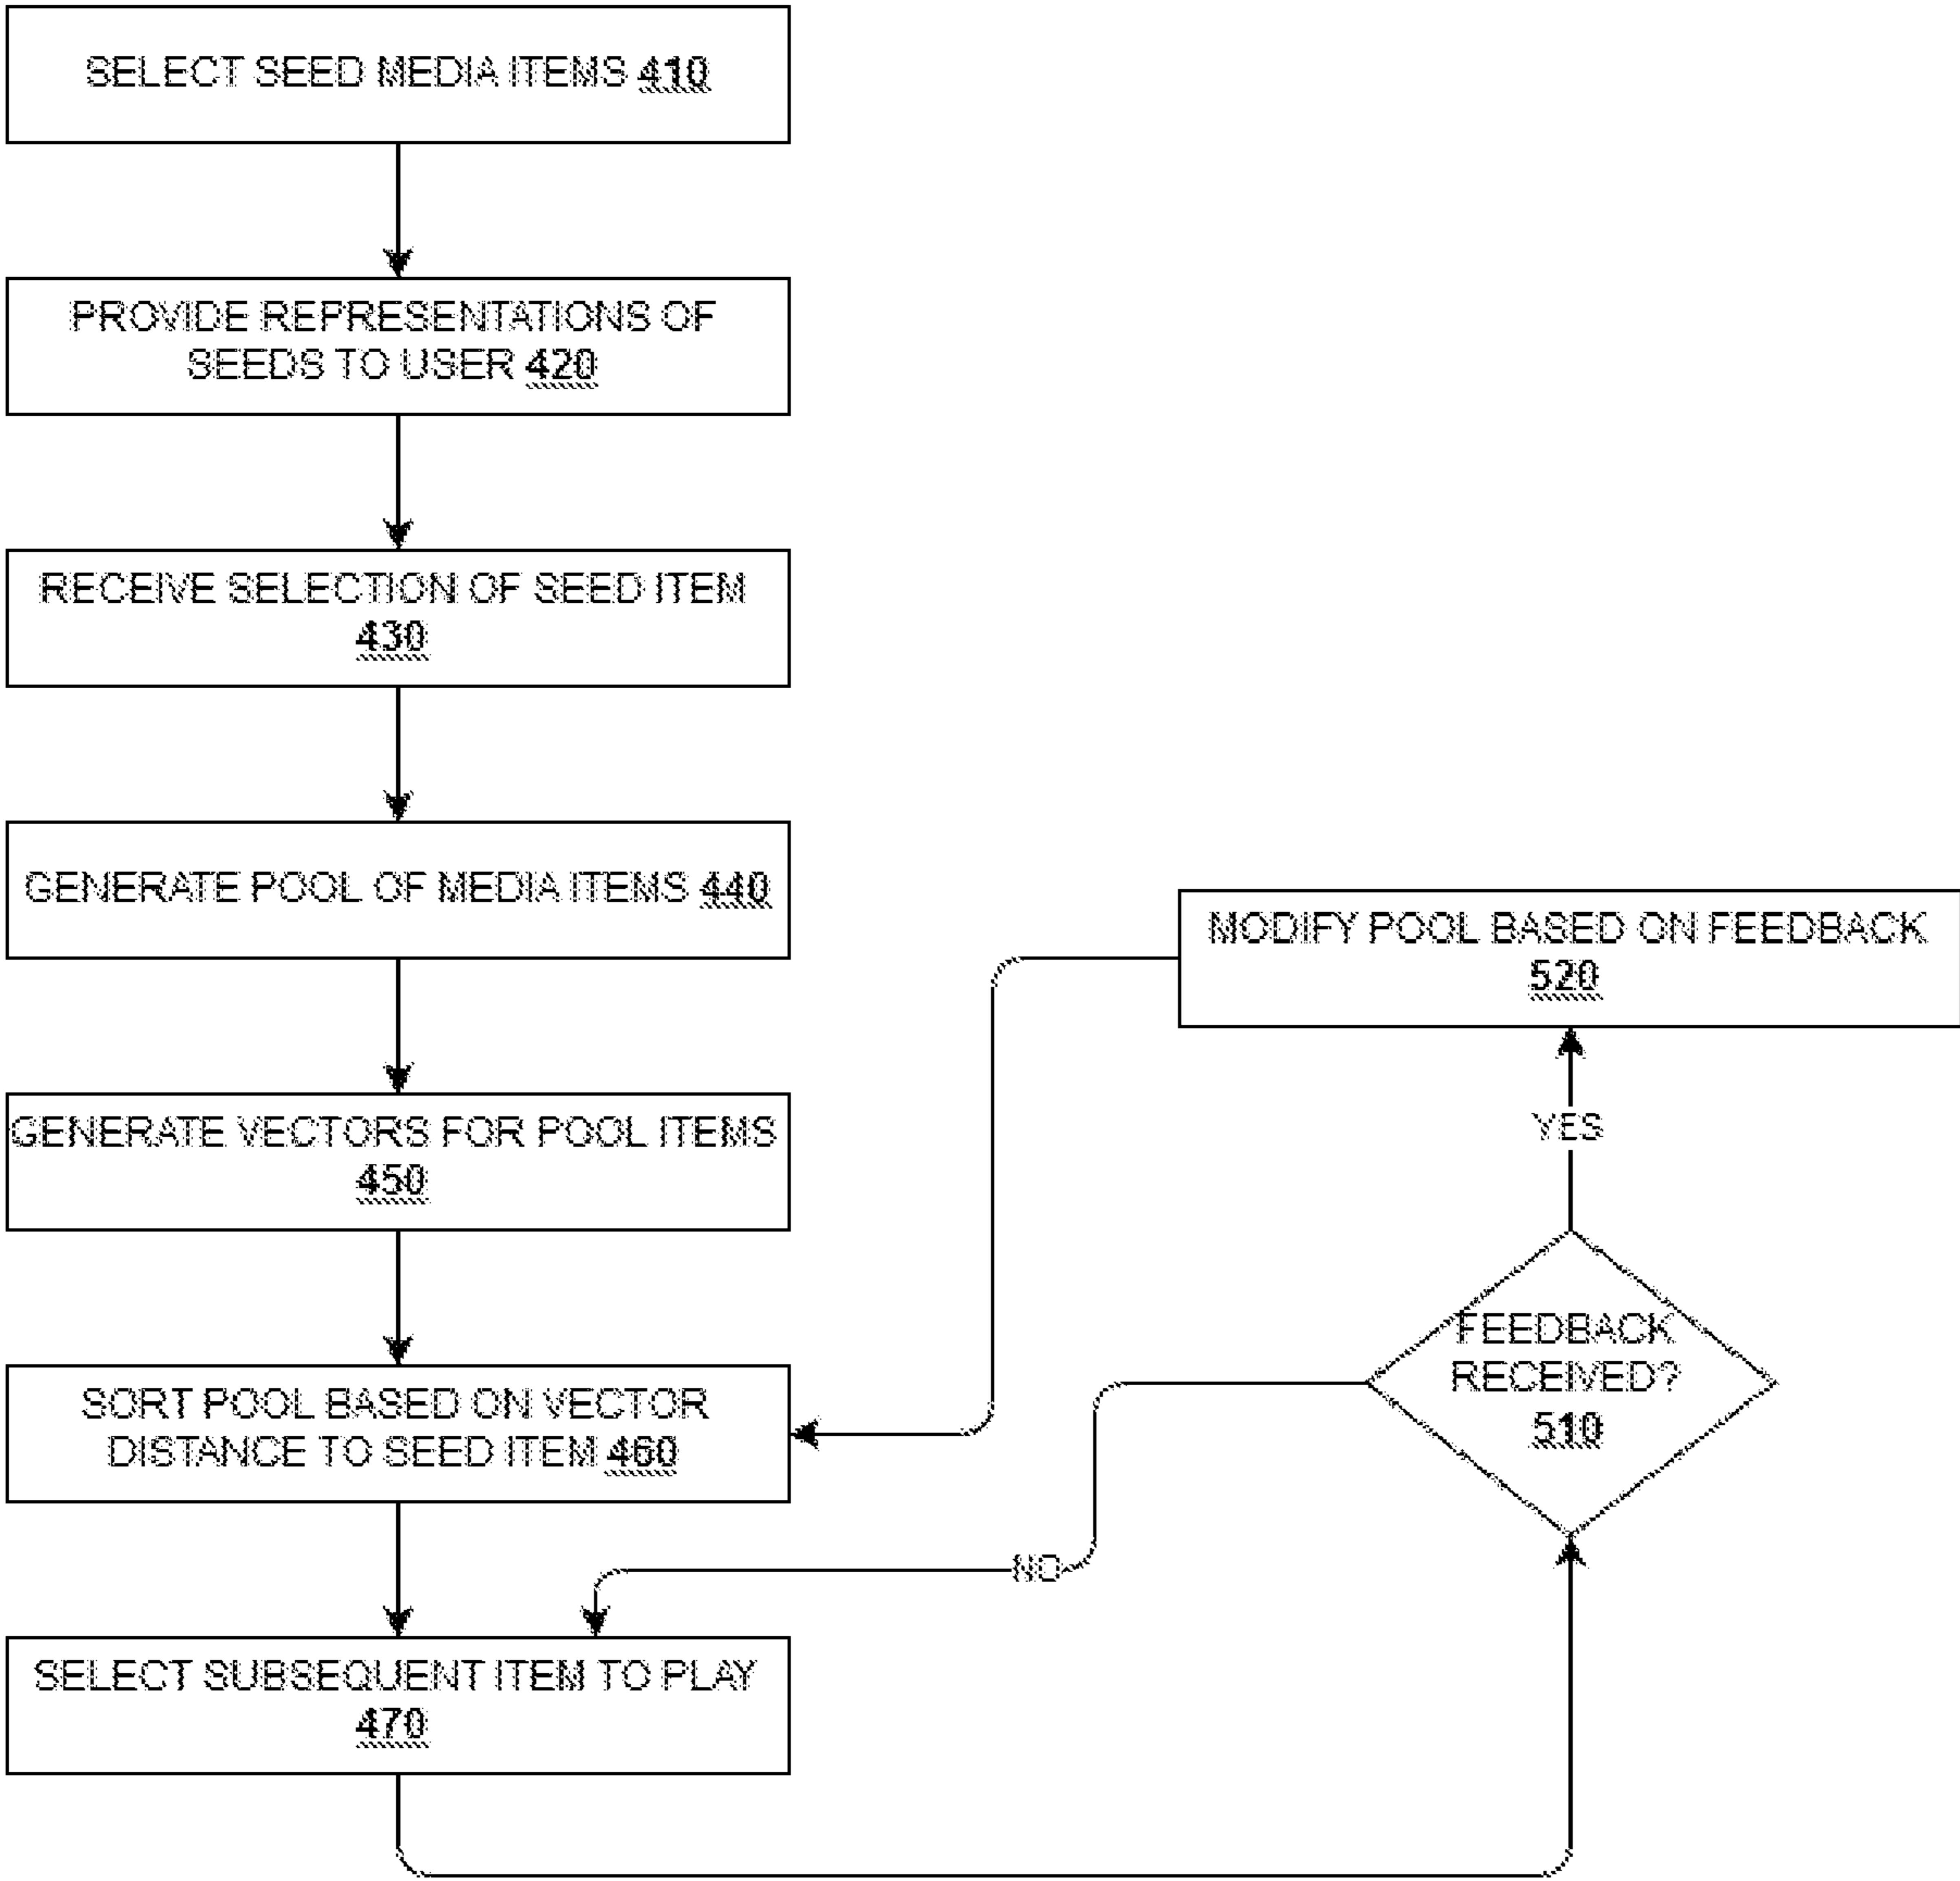 SELECT SEED MEDIA ITEMS 410
PROVIDE REPRESENTATIONS OF
SEEDS TO USER 420
RECEIVE SELECTION OF SEED ITEM
430
GENERATE POOL OF MEDIA ITEMS 440
GENERATE VECTORS FOR POOL ITEMS
450
SORT POOL BASED ON VECTOR
DISTANCE TO SEED ITEM 460
SELECT SUBSEQUENT ITEM TO PLAY
470
MODIFY POOL BASED ON FEEDBACK
520
YES
FEEDBACK
RECEIVED?
510
NO